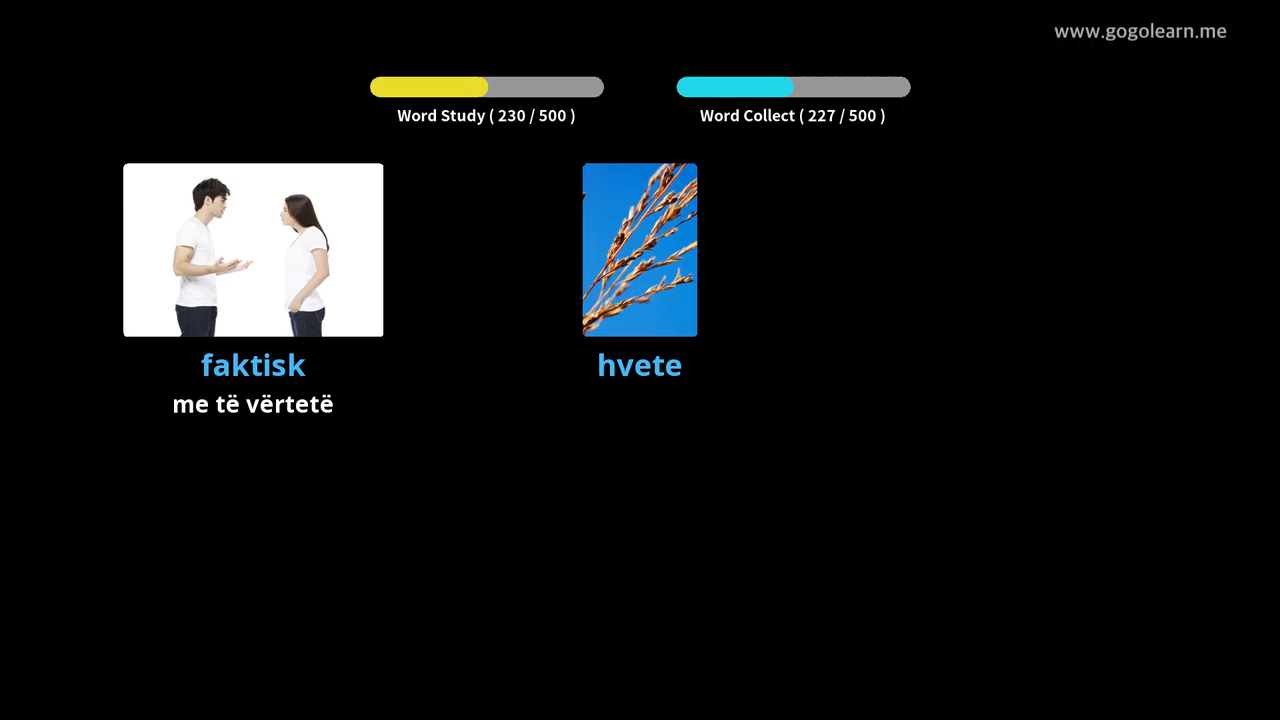 www.gogolearn.me
Word Study ( 230 / 500 )
Word Collect ( 227 / 500 )
faktisk
me të vërtetë
hvete